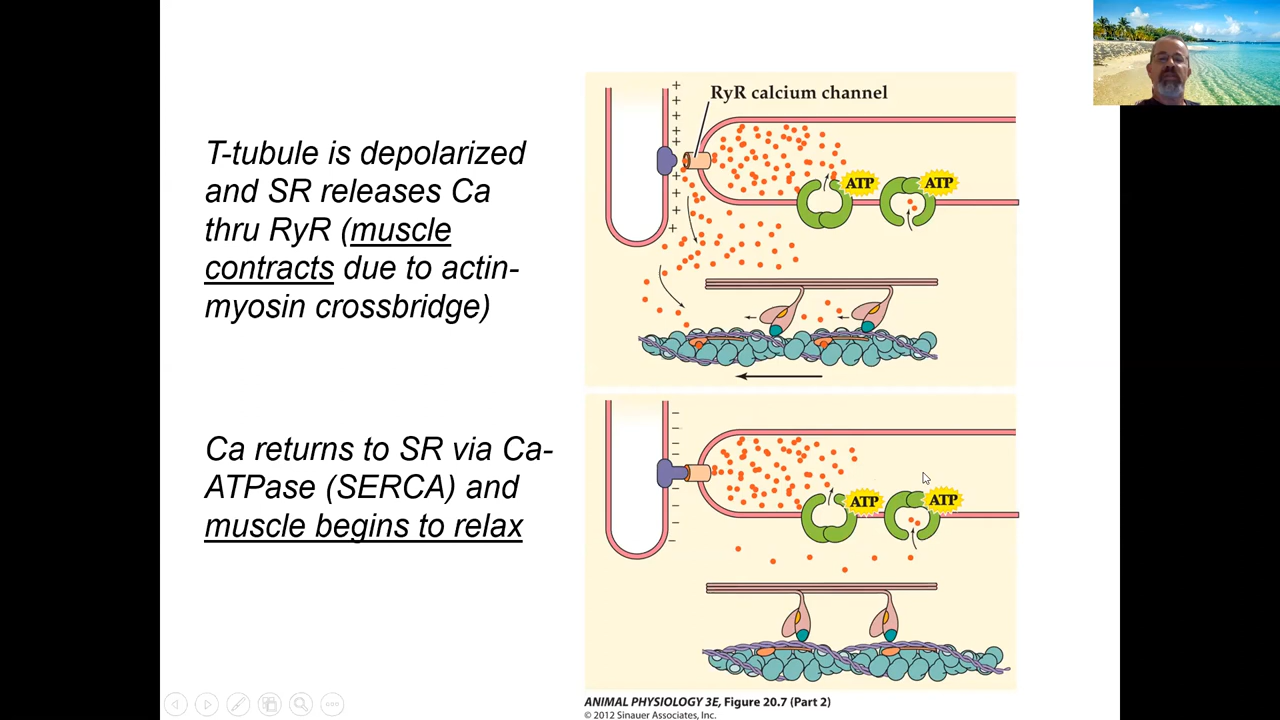 T-tubule is depolarized
and SR releases Ca
thru RyR (muscle
contracts due to actin-
myosin crossbridge)
Ca returns to SR via Ca-
ATPase (SERCA) and
muscle begins to relax
RyR calcium channel
+
+
+
+
+
+
+
+
+
+
ATP
ATP
–
–
–
–
–
–
–
–
–
ATP
ATP
ANIMAL PHYSIOLOGY 3E, Figure 20.7 (Part 2)
© 2012 Sinauer Associates, Inc.